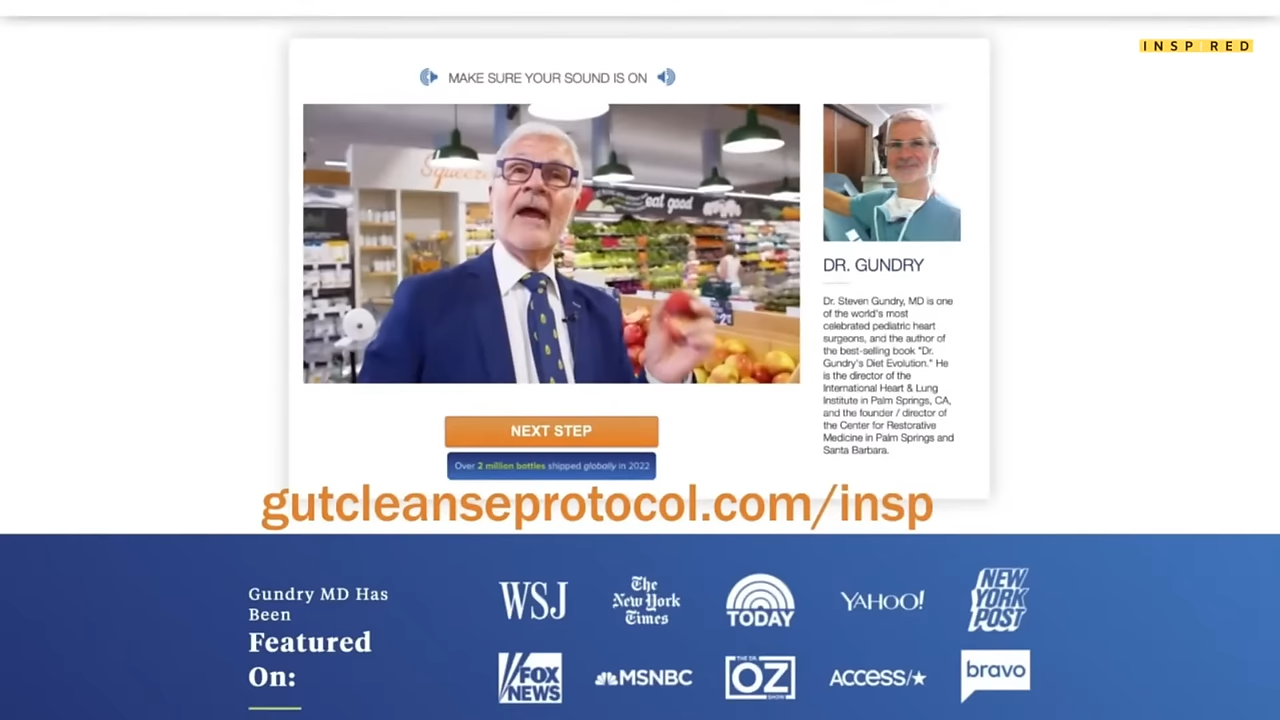 INSPIRED
MAKE SURE YOUR SOUND IS ON
Squeeze
eat good
DR. GUNDRY
Dr. Steven Gundry, MD is one
of the world's most
celebrated pediatric heart
surgeons, and the author of
the best-selling book "Dr.
Gundry's Diet Evolution." He
is the director of the
International Heart & Lung
Institute in Palm Springs, CA,
and the founder / director of
the Center for Restorative
Medicine in Palm Springs and
Santa Barbara.
NEXT STEP
Over 2 million bottles shipped globally in 2022
gutcleanseprotocol.com/insp
Gundry MD Has
Been
Featured
On:
WSJ
The
New York
Times
TODAY
YAHOO!
NEW
YORK
POST
FOX
NEWS
MSNBC
THE DR.
OZ
SHOW
ACCESS
bravo